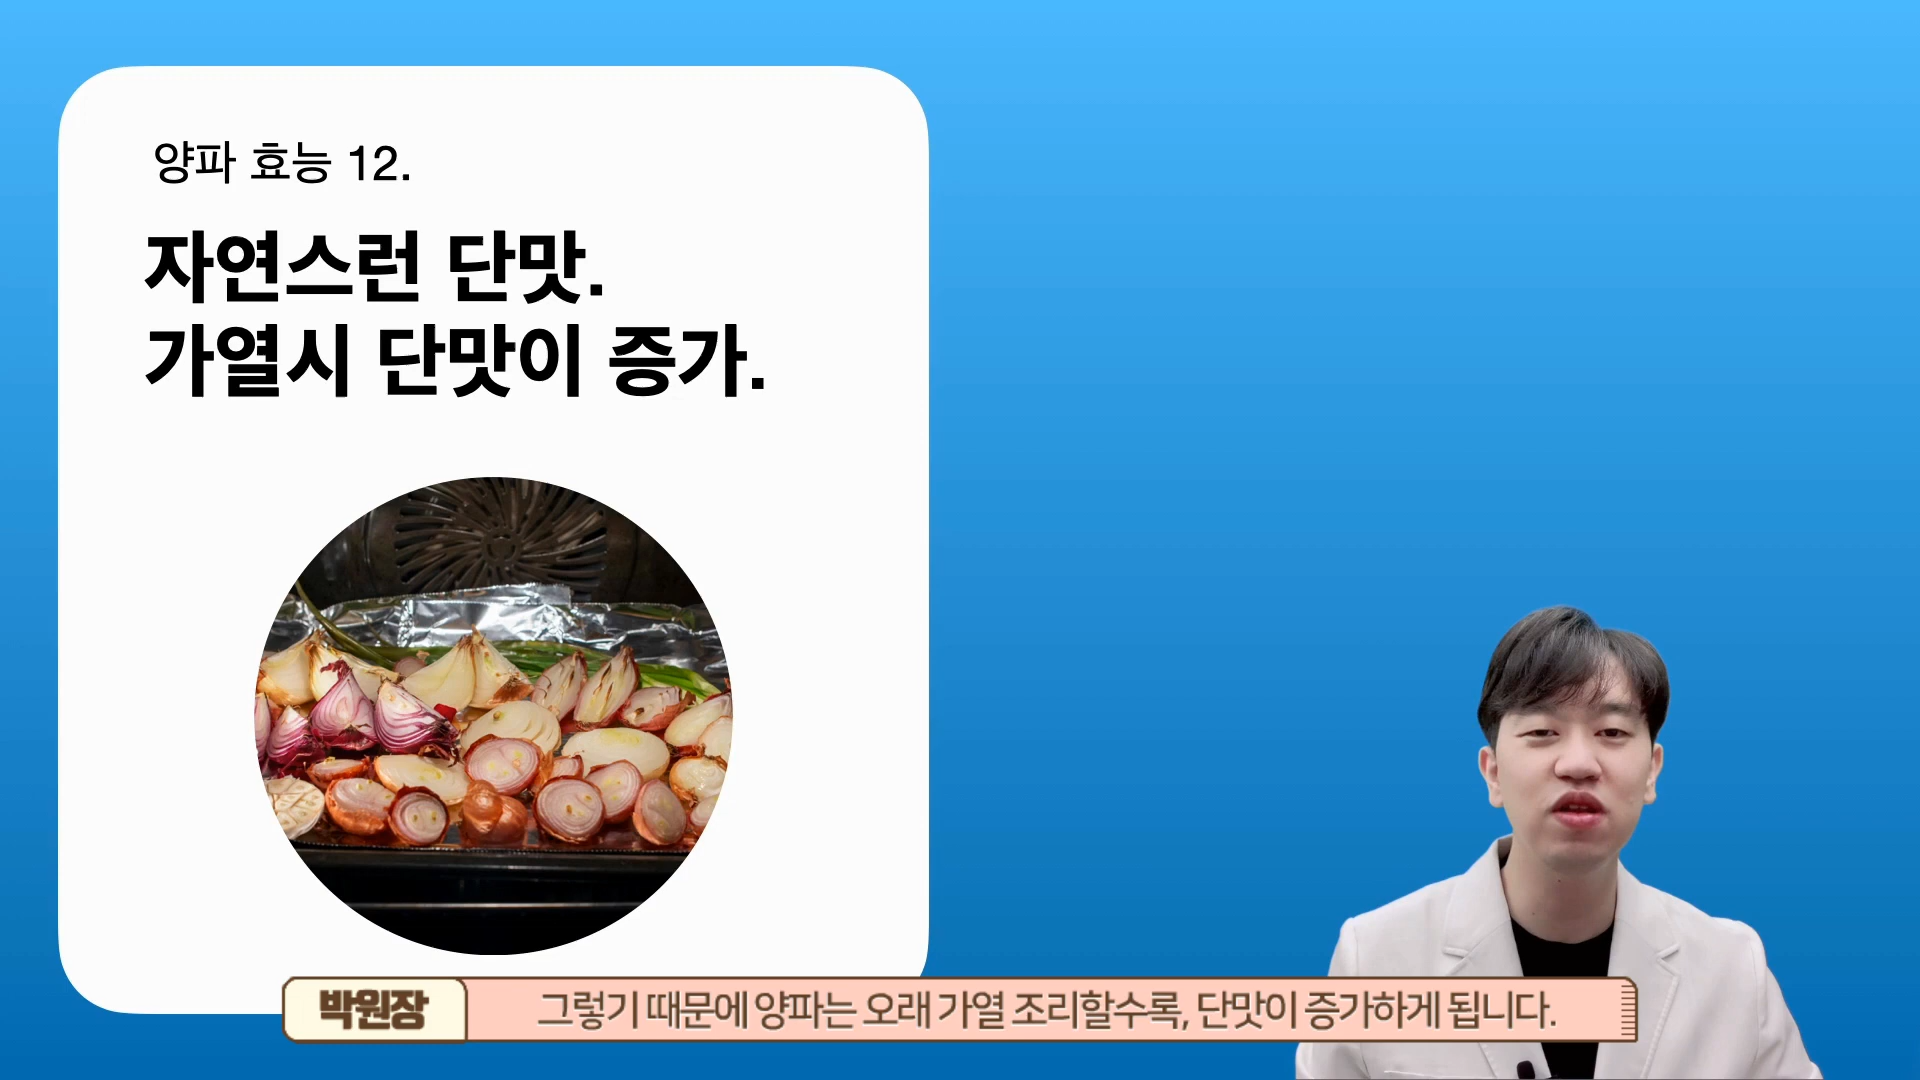 양파 효능 12.
자연스런 단맛.
가열시 단맛이 증가.
박원장
그렇기 때문에 양파는 오래 가열 조리할수록, 단맛이 증가하게 됩니다.